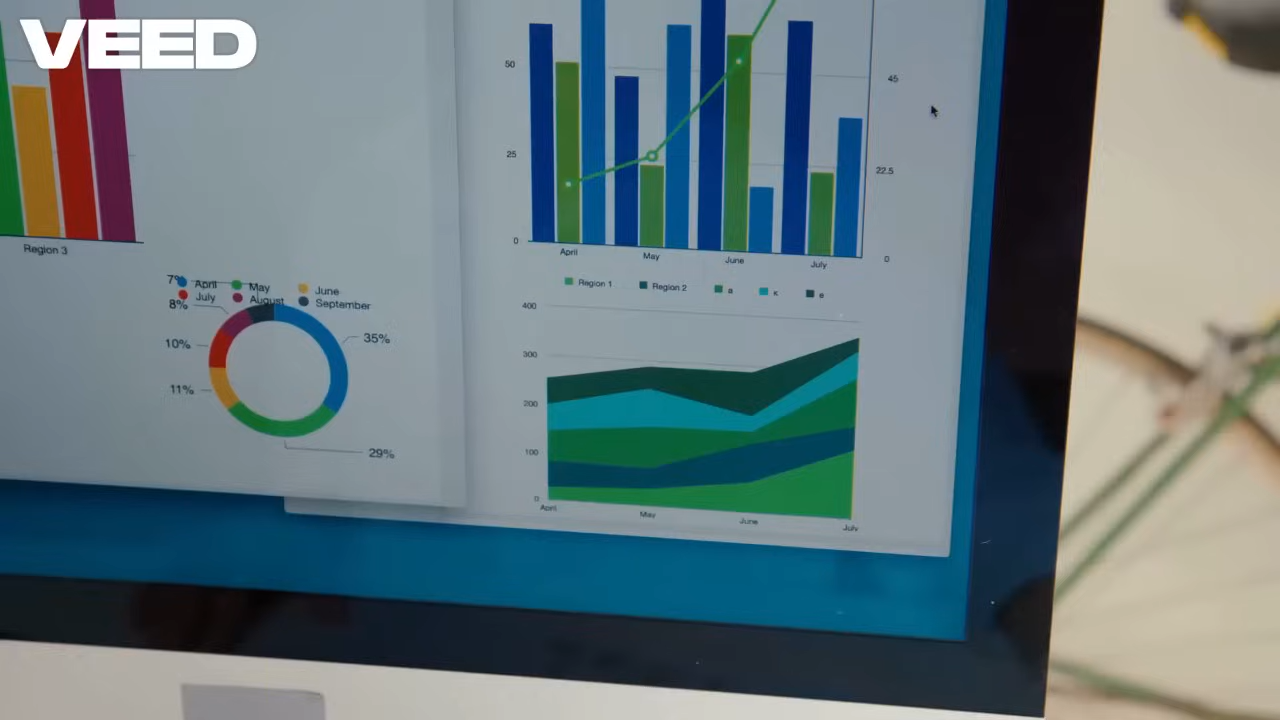 VEED
Region 3
7%
April May June
July August September
8%
35%
10%
11%
29%
50
25
0
45
22.5
0
April May June July
Region 1 Region 2 a к e
400
300
200
100
0
April May June July